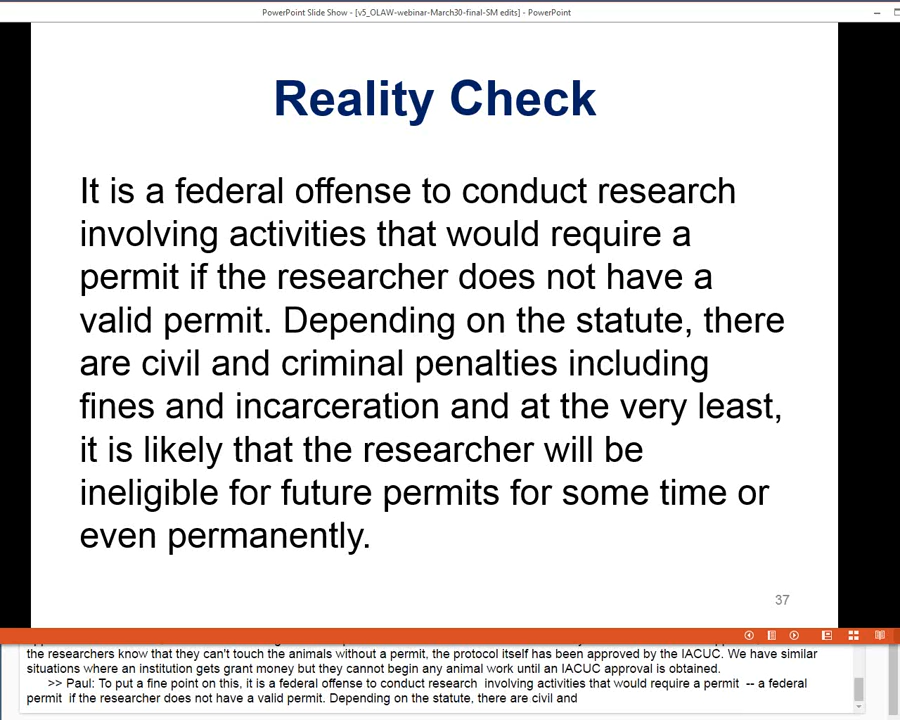 PowerPoint Slide Show - [v5_OLAW-webinar-March30-final-SM edits] - PowerPoint
Reality Check
It is a federal offense to conduct research
involving activities that would require a
permit if the researcher does not have a
valid permit. Depending on the statute, there
are civil and criminal penalties including
fines and incarceration and at the very least,
it is likely that the researcher will be
ineligible for future permits for some time or
even permanently.
37
the researchers know that they can't touch the animals without a permit, the protocol itself has been approved by the IACUC. We have similar
situations where an institution gets grant money but they cannot begin any animal work until an IACUC approval is obtained.
>> Paul: To put a fine point on this, it is a federal offense to conduct research involving activities that would require a permit -- a federal
permit if the researcher does not have a valid permit. Depending on the statute, there are civil and